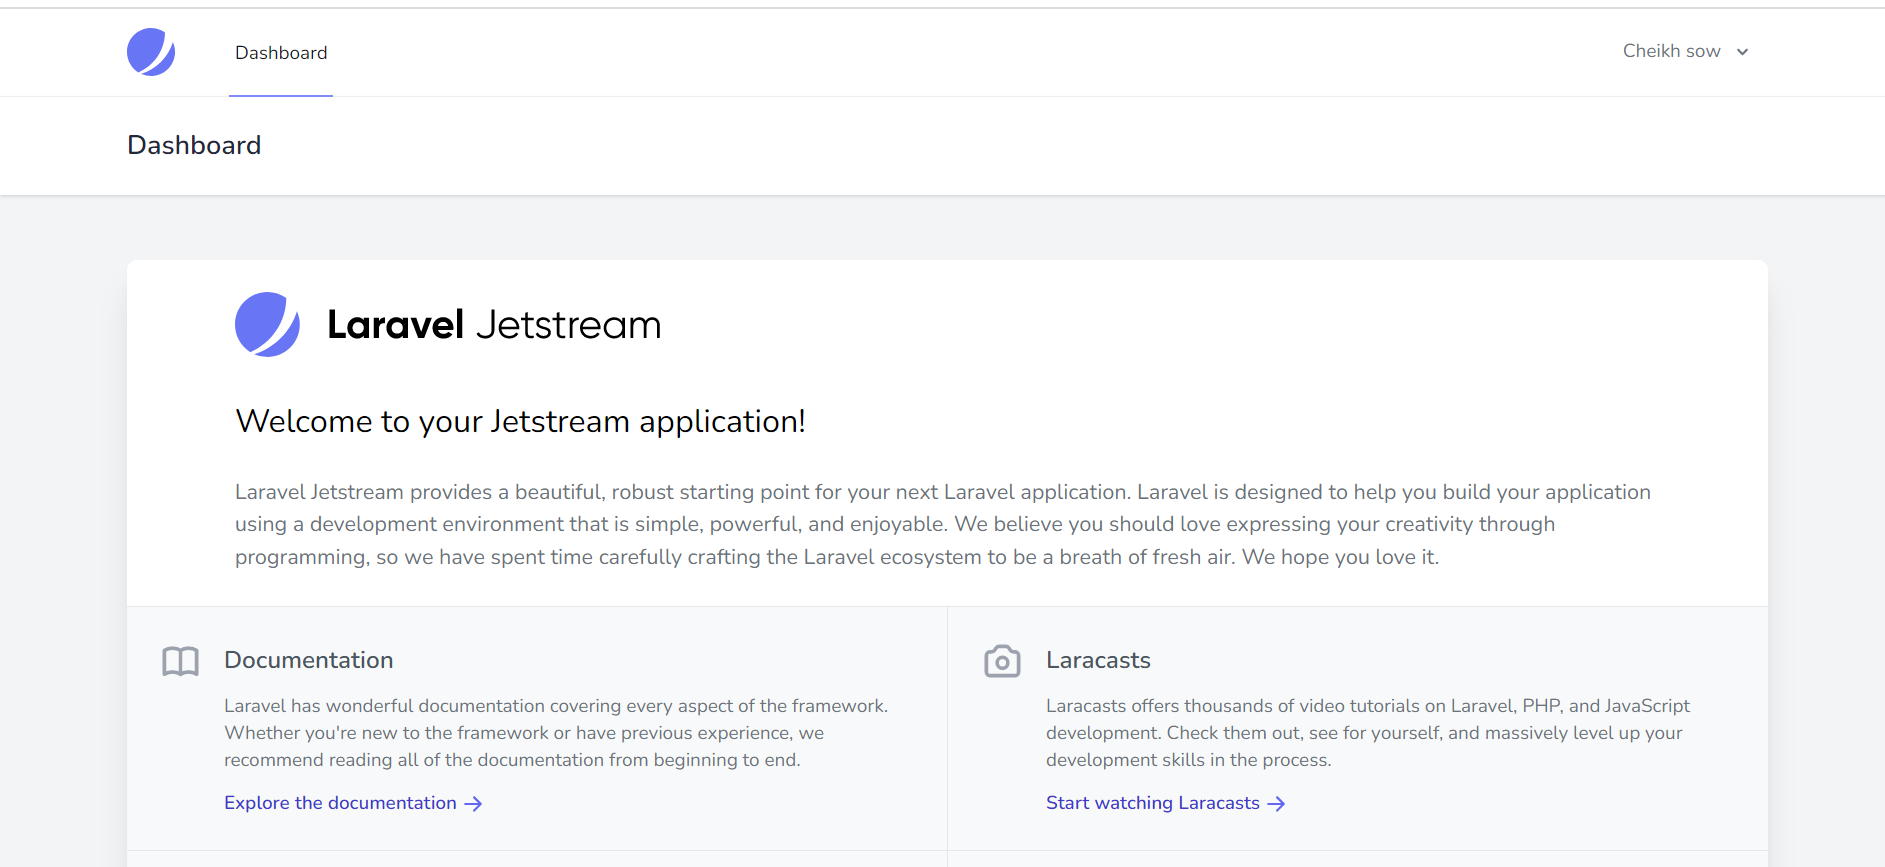 Dashboard
Cheikh sow
Dashboard
Laravel Jetstream
Welcome to your Jetstream application!
Laravel Jetstream provides a beautiful, robust starting point for your next Laravel application. Laravel is designed to help you build your application
using a development environment that is simple, powerful, and enjoyable. We believe you should love expressing your creativity through
programming, so we have spent time carefully crafting the Laravel ecosystem to be a breath of fresh air. We hope you love it.
Documentation
Laravel has wonderful documentation covering every aspect of the framework.
Whether you're new to the framework or have previous experience, we
recommend reading all of the documentation from beginning to end.
Explore the documentation →
Laracasts
Laracasts offers thousands of video tutorials on Laravel, PHP, and JavaScript
development. Check them out, see for yourself, and massively level up your
development skills in the process.
Start watching Laracasts →